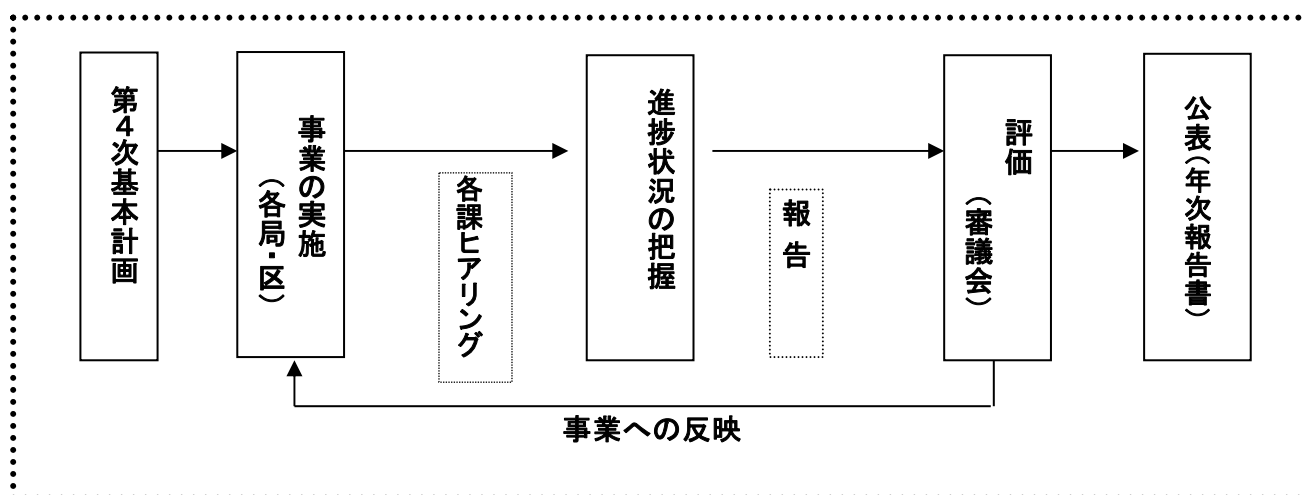 第４次基本計画
事業の実施
（各局・区）
各課ヒアリング
進捗状況の把握
報告
評価
（審議会）
公表（年次報告書）
事業への反映